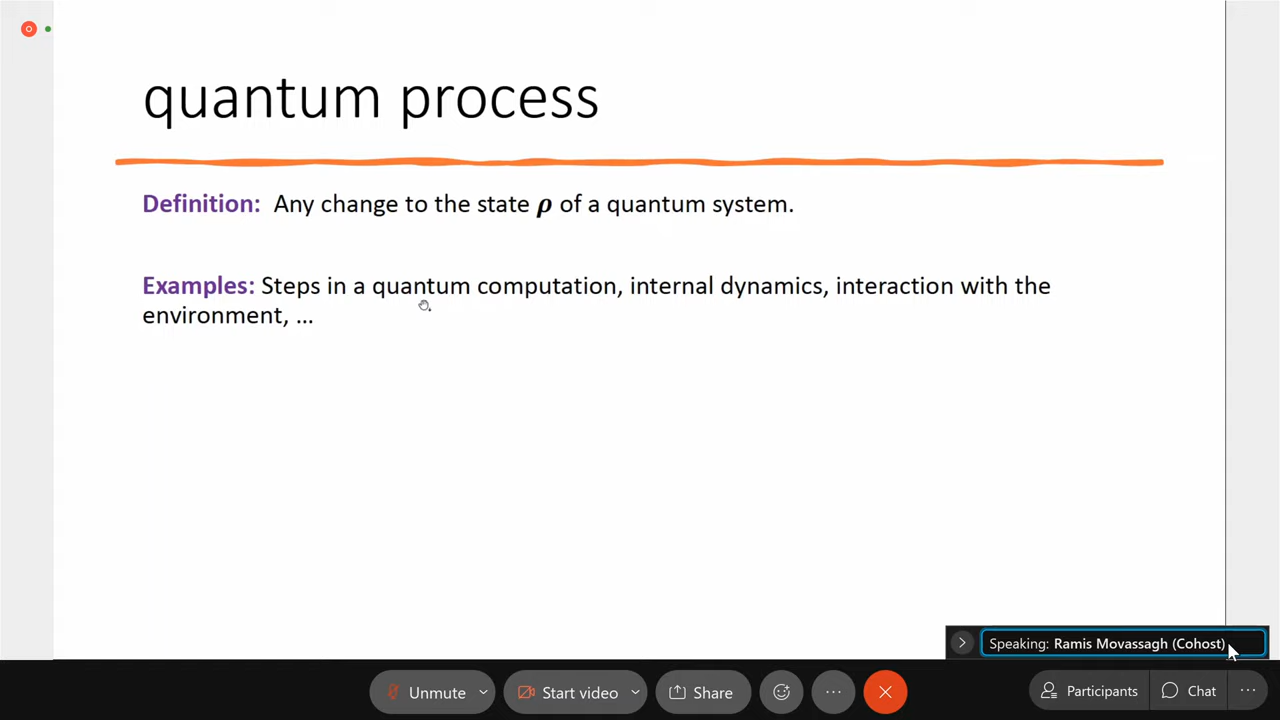 quantum process
Definition: Any change to the state ρ of a quantum system.
Examples: Steps in a quantum computation, internal dynamics, interaction with the
environment, ...
Speaking: Ramis Movassagh (Cohost)
Unmute
Start video
Share
Participants
Chat